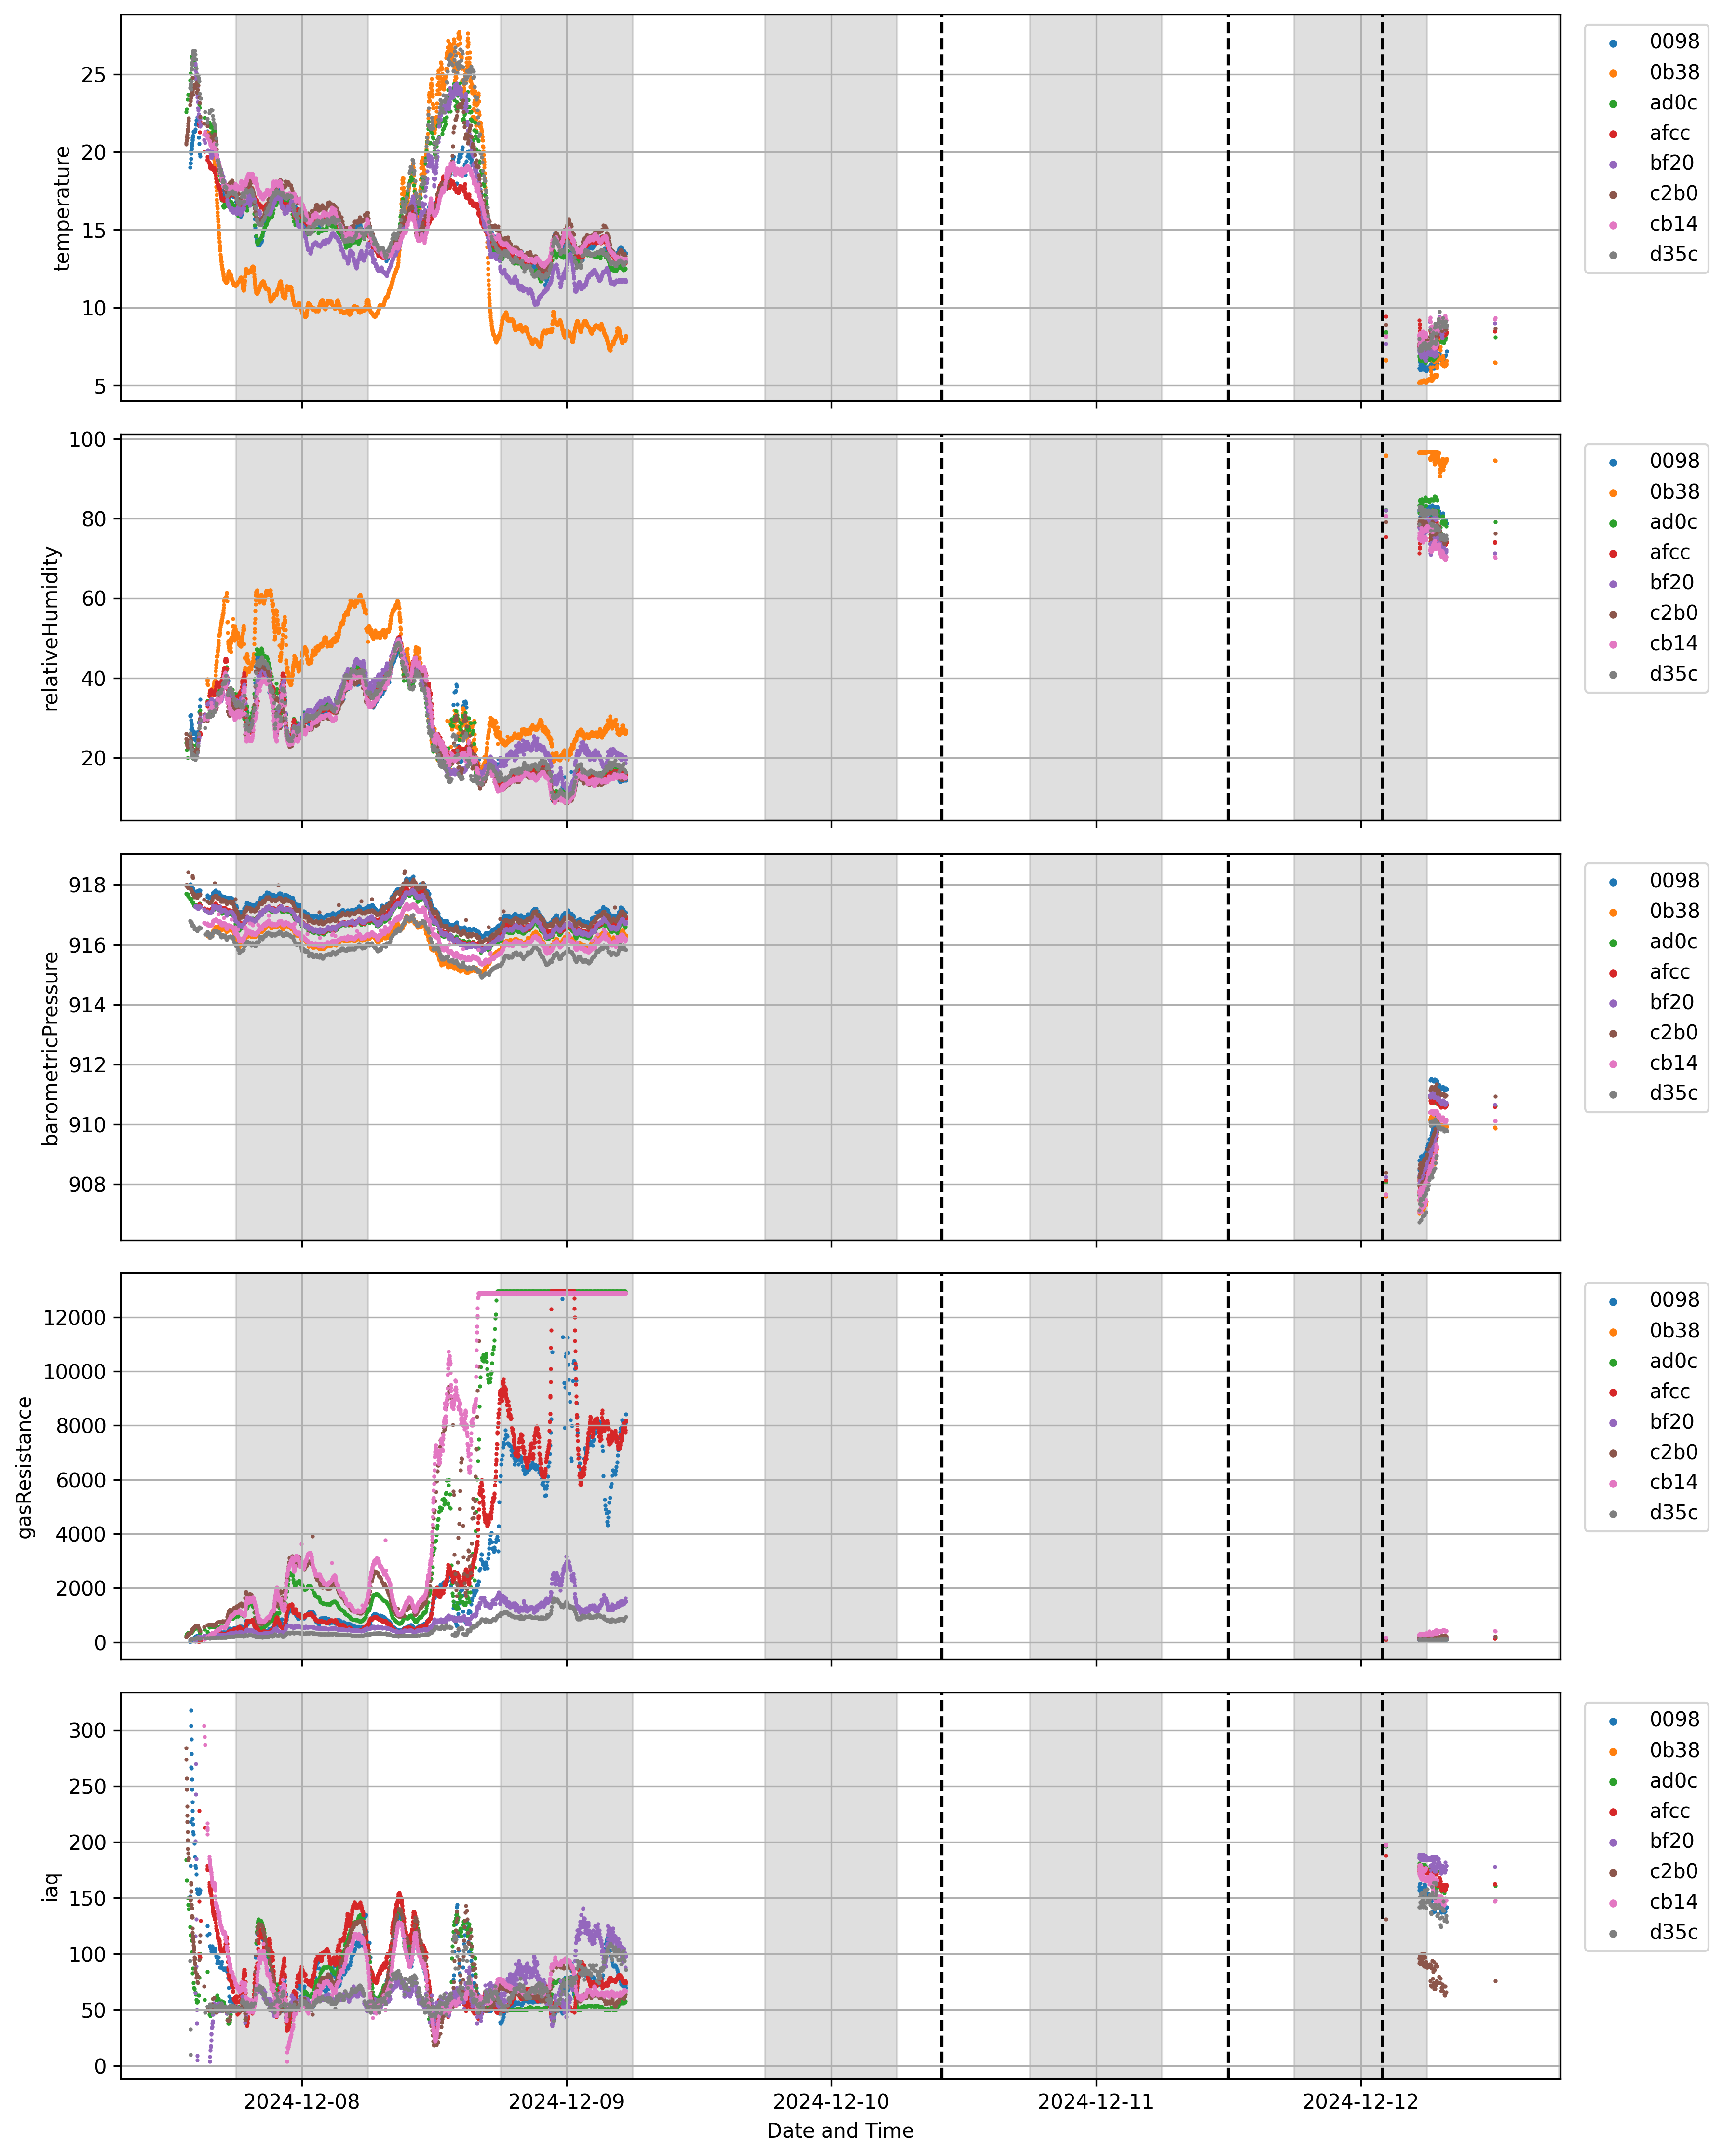 temperature
25
20
15
10
5
0098
0b38
ad0c
afcc
bf20
c2b0
cb14
d35c
relativeHumidity
100
80
60
40
20
0098
0b38
ad0c
afcc
bf20
c2b0
cb14
d35c
barometricPressure
918
916
914
912
910
908
0098
0b38
ad0c
afcc
bf20
c2b0
cb14
d35c
gasResistance
12000
10000
8000
6000
4000
2000
0
0098
0b38
ad0c
afcc
bf20
c2b0
cb14
d35c
iaq
300
250
200
150
100
50
0
0098
0b38
ad0c
afcc
bf20
c2b0
cb14
d35c
2024-12-08 2024-12-09 2024-12-10 2024-12-11 2024-12-12
Date and Time